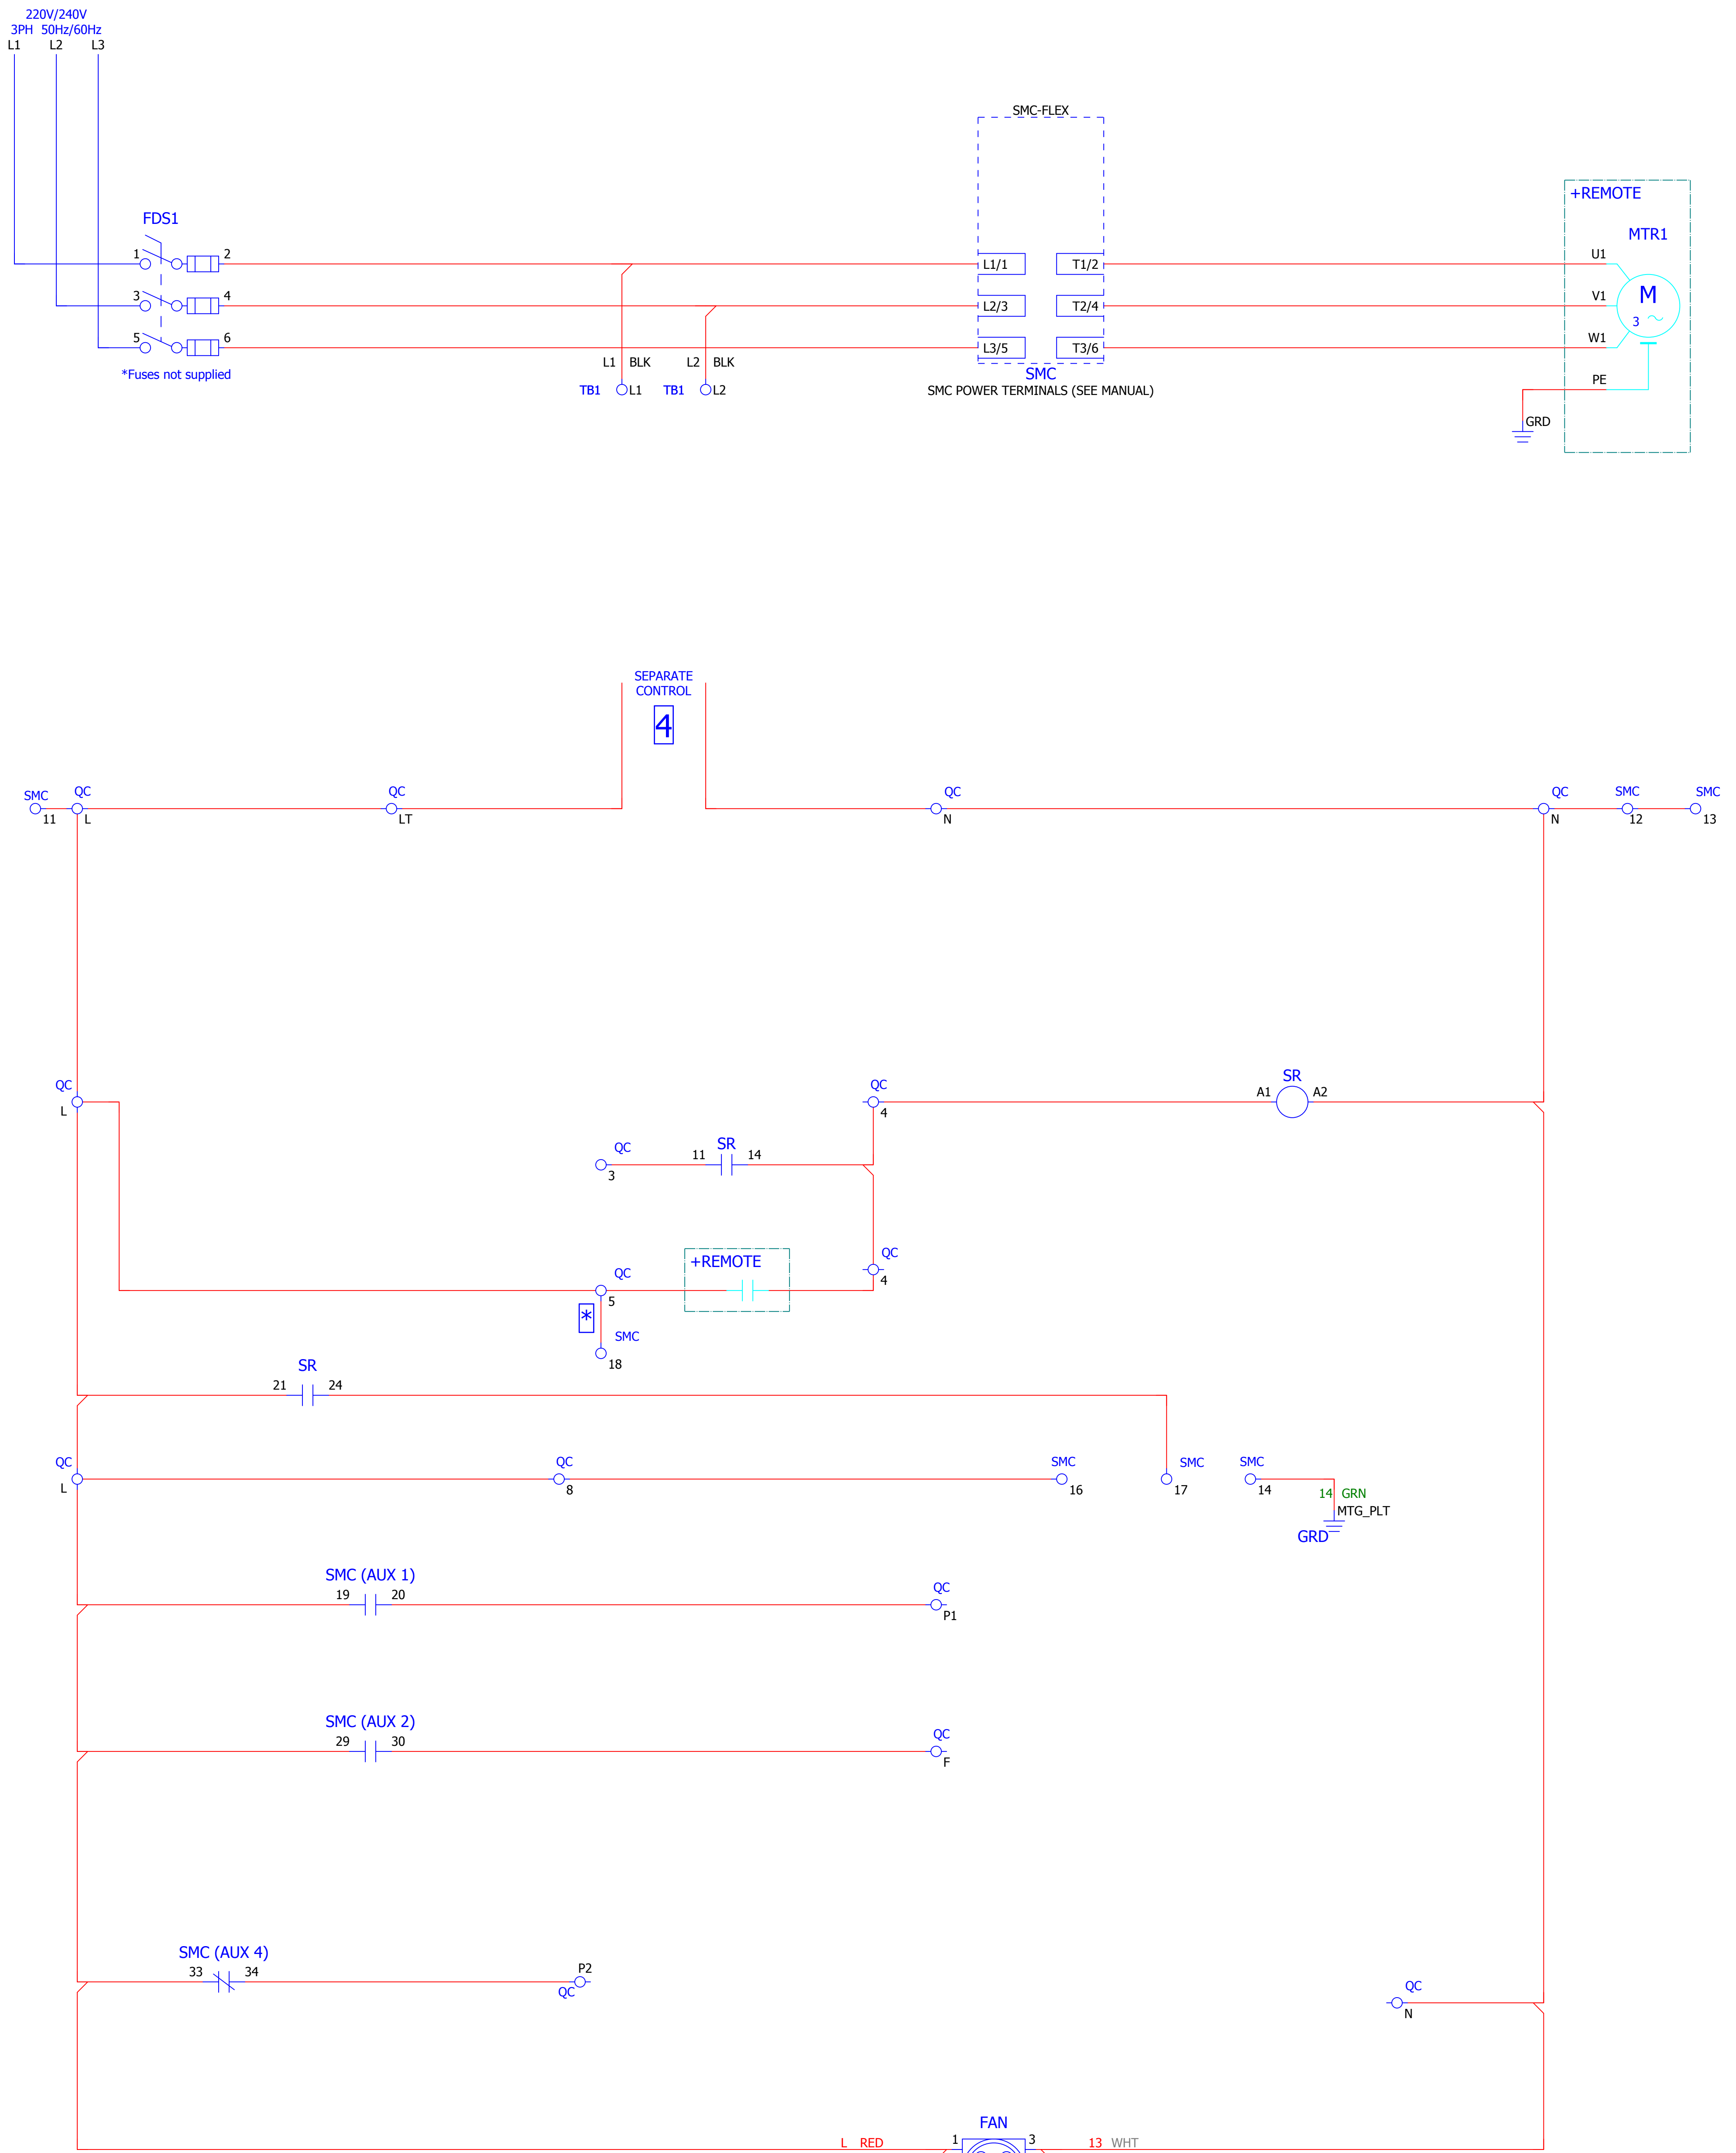 220V/240V
3PH 50Hz/60Hz
L1 L2 L3
SMC-FLEX
+REMOTE
FDS1
MTR1
1 2 L1/1 T1/2 U1
3 4 L2/3 T2/4 V1 M
3
5 6 L3/5 T3/6 W1
L1 BLK L2 BLK
*Fuses not supplied
SMC
PE
TB1 L1 TB1 L2
SMC POWER TERMINALS (SEE MANUAL)
GRD
SEPARATE
CONTROL
4
SMC QC QC QC QC SMC SMC
11 L LT N N 12 13
QC QC SR
A1 A2
L 4
QC SR
11 14
3
QC +REMOTE QC
5 4
*
SMC
18
SR
21 24
QC QC SMC SMC SMC
L 8 16 17 14
14 GRN
MTG_PLT
GRD
SMC (AUX 1)
19 20 QC
P1
SMC (AUX 2)
29 30 QC
F
SMC (AUX 4)
33 34 P2
QC QC
N
FAN
L RED 1 3 13 WHT